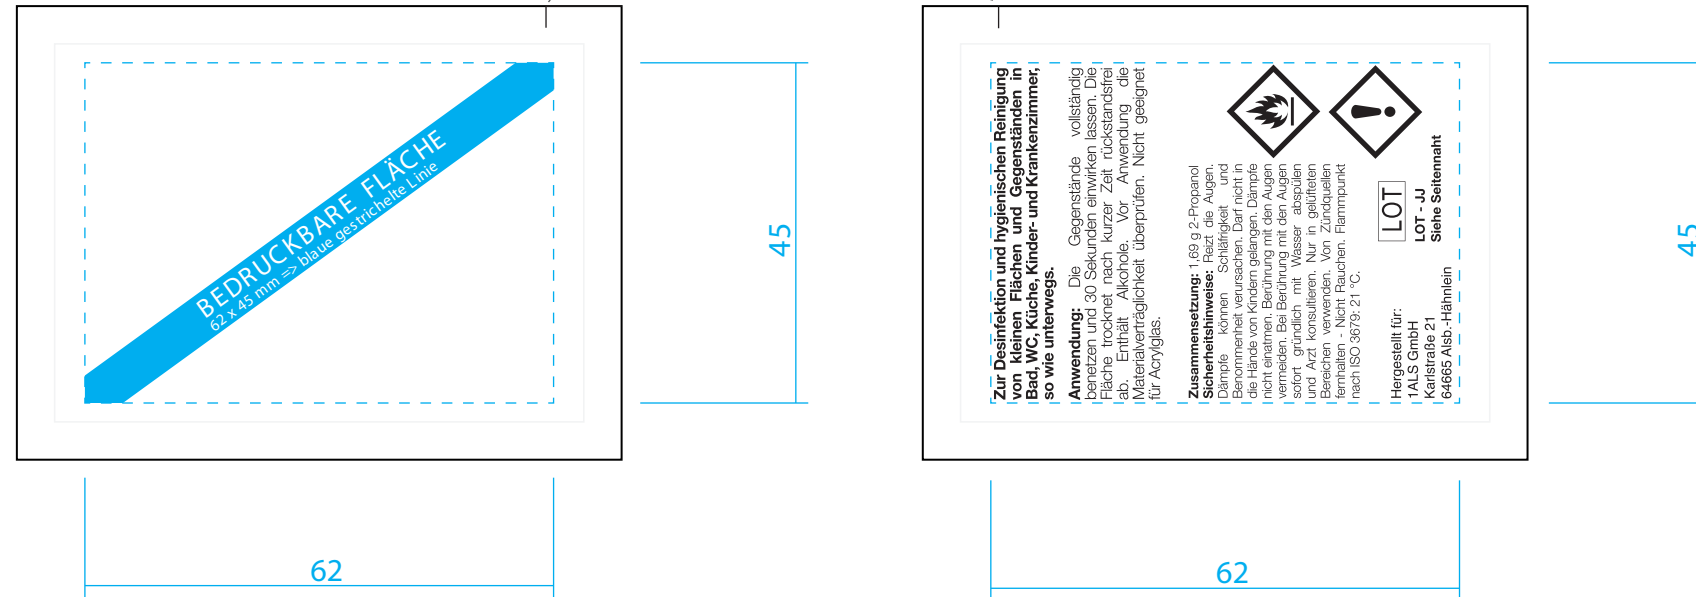 BEDRUCKBARE FLÄCHE
62 x 45 mm => blaue gestrichelte Linie
45
62
Zur Desinfektion und hygienischen Reinigung
von kleinen Flächen und Gegenständen in
Bad, WC, Küche, Kinder- und Krankenzimmer,
so wie unterwegs.
Anwendung: Die Gegenstände vollständig
benetzen und 30 Sekunden einwirken lassen. Die
Fläche trocknet nach kurzer Zeit rückstandsfrei
ab. Enthält Alkohole. Vor Anwendung die
Materialverträglichkeit überprüfen. Nicht geeignet
für Acrylglas.
Zusammensetzung: 1,69 g 2-Propanol
Sicherheitshinweise: Reizt die Augen.
Dämpfe können Schläfrigkeit und
Benommenheit verursachen. Darf nicht in
die Hände von Kindern gelangen. Dämpfe
nicht einatmen. Berührung mit den Augen
vermeiden. Bei Berührung mit den Augen
sofort gründlich mit Wasser abspülen
und Arzt konsultieren. Nur in gelüfteten
Bereichen verwenden. Von Zündquellen
fernhalten - Nicht Rauchen. Flammpunkt
nach ISO 3679: 21 °C.
LOT
LOT - JJ
Siehe Seitennaht
Hergestellt für:
1ALS GmbH
Karlstraße 21
64665 Alsb.-Hähnlein
45
62